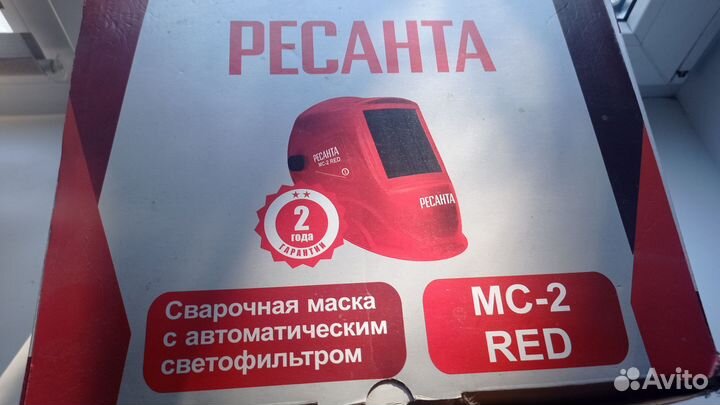 РЕСАНТА
РЕСАНТА
МС-2 RED
РЕСАНТА
2
года
ГАРАНТИИ
Сварочная маска
с автоматическим
светофильтром
МС-2
RED
Avito